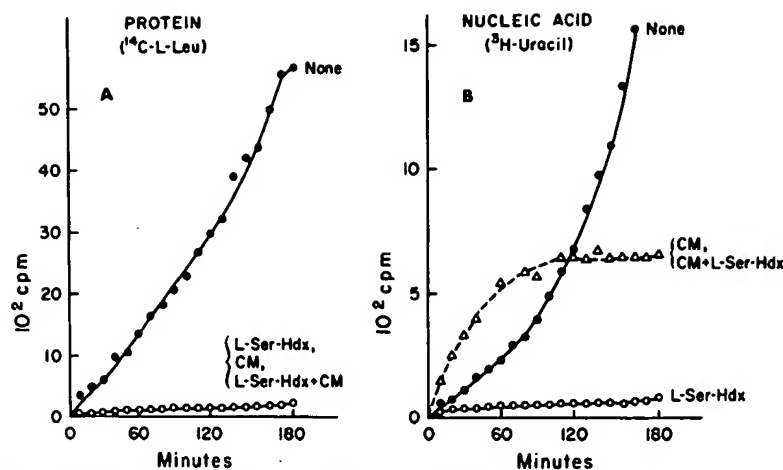 PROTEIN
(¹⁴C-L-Leu)
A
None
50
40
30
20
10
0
10² cpm
L-Ser-Hdx,
CM,
L-Ser-Hdx+CM
0 60 120 180
Minutes
NUCLEIC ACID
(³H-Uracil)
B
None
15
10
5
0
10² cpm
CM,
CM+L-Ser-Hdx
L-Ser-Hdx
0 60 120 180
Minutes